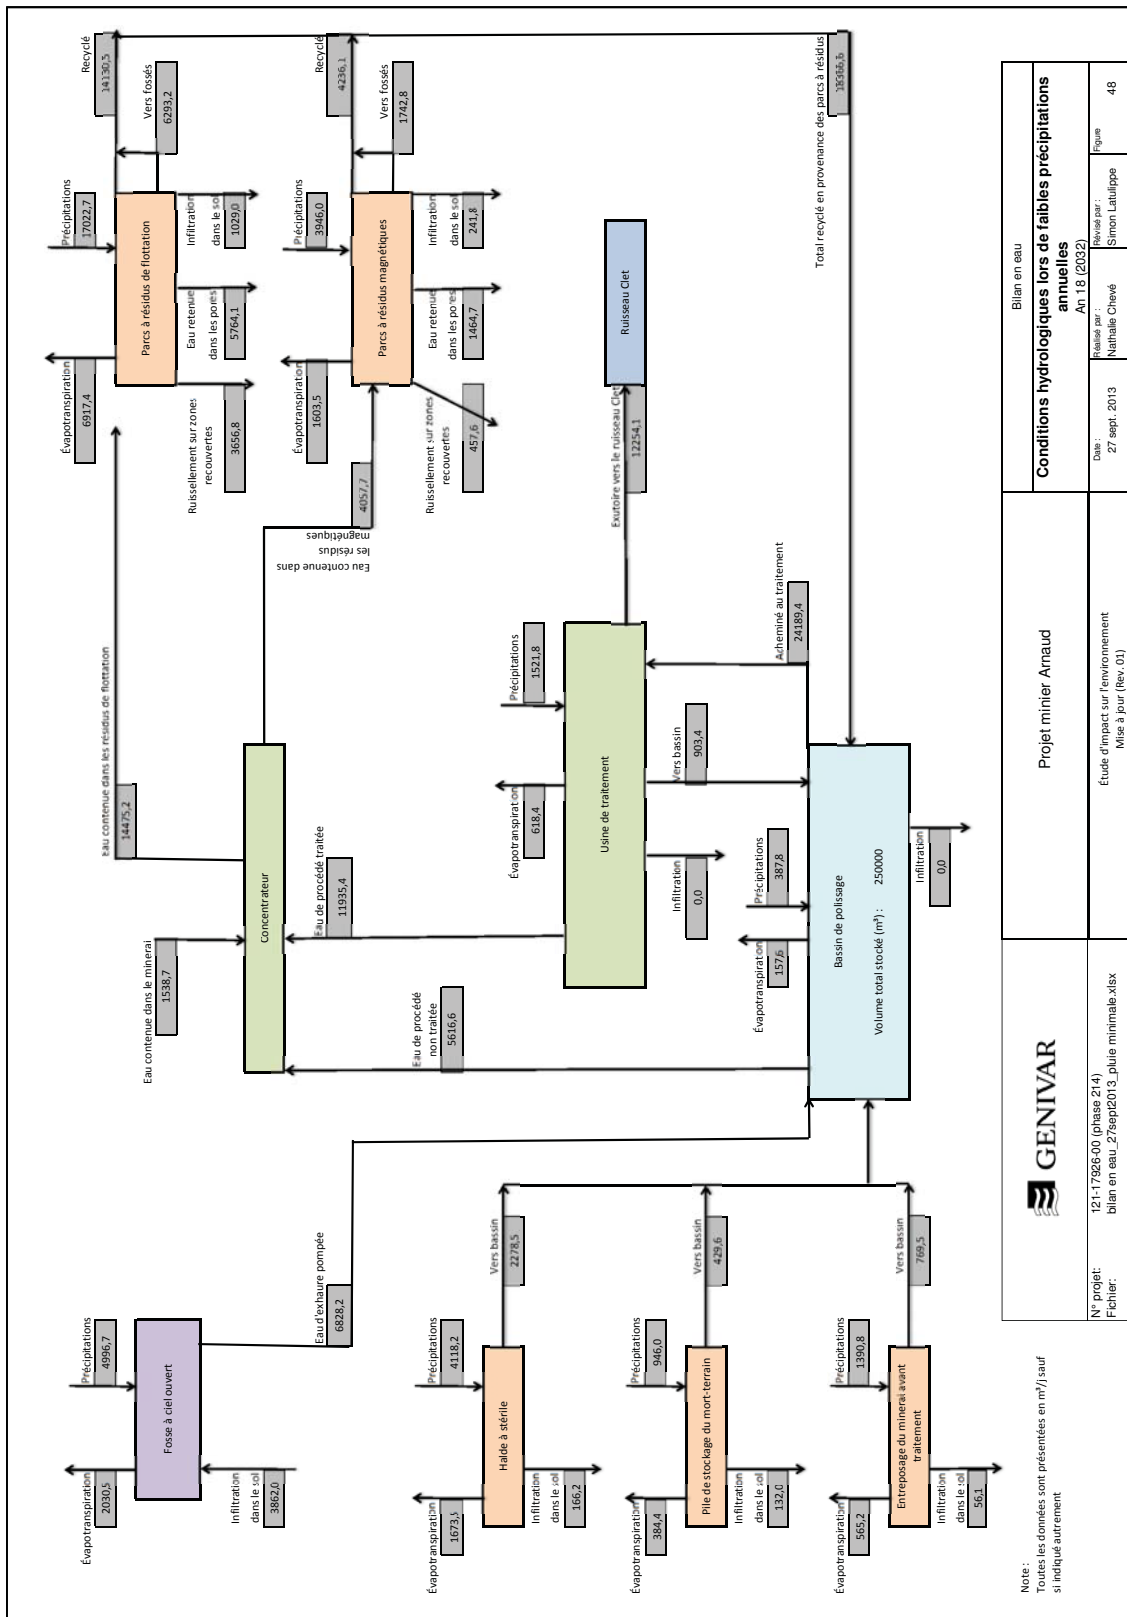 Évapotranspiration
2030,5
Précipitations
4996,7
Fosse à ciel ouvert
Infiltration
dans le sol
3862,0
Eau d'exhaure pompée
6828,2
Évapotranspiration
1673,5
Précipitations
4118,2
Halde à stérile
Infiltration
dans le sol
166,2
Vers bassin
2278,5
Évapotranspiration
384,4
Précipitations
946,0
Pile de stockage du mort-terrain
Infiltration
dans le sol
132,0
Vers bassin
429,6
Évapotranspiration
565,2
Précipitations
1390,8
Entreposage du minerai avant
traitement
Infiltration
dans le sol
56,1
Vers bassin
769,5
Eau contenue dans le minerai
1538,7
Concentrateur
Eau contenue dans les résidus de flottation
14475,2
Eau de procédé
non traitée
5616,6
Eau de procédé traitée
11935,4
Eau contenue dans
les résidus
magnétiques
4057,7
Évapotranspiration
618,4
Précipitations
1521,8
Usine de traitement
Infiltration
0,0
Vers bassin
903,4
Acheminé au traitement
24189,4
Évapotranspiration
157,6
Précipitations
387,8
Bassin de polissage
Volume total stocké (m³) : 250000
Infiltration
0,0
Exutoire vers le ruisseau Clet
12254,1
Ruisseau Clet
Évapotranspiration
6917,4
Précipitations
17022,7
Recyclé
14130,5
Parcs à résidus de flottation
Vers fossés
6293,2
Ruissellement sur zones
recouvertes
3656,8
Eau retenue
dans les pores
5764,1
Infiltration
dans le sol
1029,0
Évapotranspiration
1603,5
Précipitations
3946,0
Recyclé
4236,1
Parcs à résidus magnétiques
Vers fossés
1742,8
Ruissellement sur zones
recouvertes
457,6
Eau retenue
dans les pores
1464,7
Infiltration
dans le sol
241,8
Total recyclé en provenance des parcs à résidus
18366,6
Note :
Toutes les données sont présentées en m³/j sauf
si indiqué autrement
GENIVAR
N° projet: 121-17926-00 (phase 214)
Fichier: bilan en eau_27sept2013_pluie minimale.xlsx
Projet minier Arnaud
Étude d'impact sur l'environnement
Mise à jour (Rev. 01)
Bilan en eau
Conditions hydrologiques lors de faibles précipitations
annuelles
An 18 (2032)
Date :
27 sept. 2013
Réalisé par :
Nathalie Chevé
Révisé par :
Simon Latulippe
Figure
48